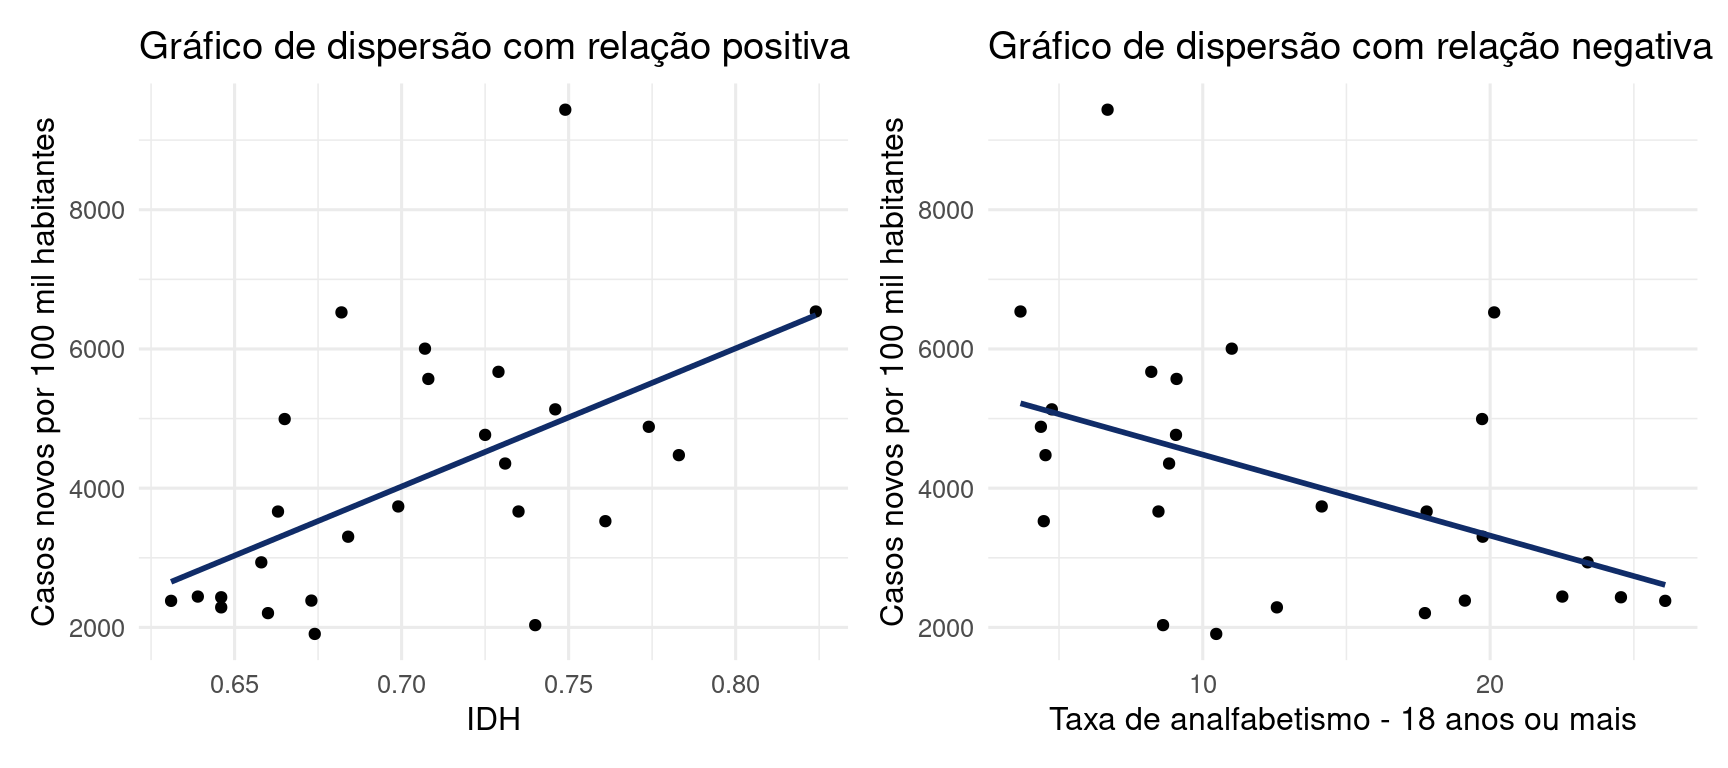 Gráfico de dispersão com relação positiva
Casos novos por 100 mil habitantes
8000
6000
4000
2000
0.65
0.70
0.75
0.80
IDH
Gráfico de dispersão com relação negativa
Casos novos por 100 mil habitantes
8000
6000
4000
2000
10
20
Taxa de analfabetismo - 18 anos ou mais